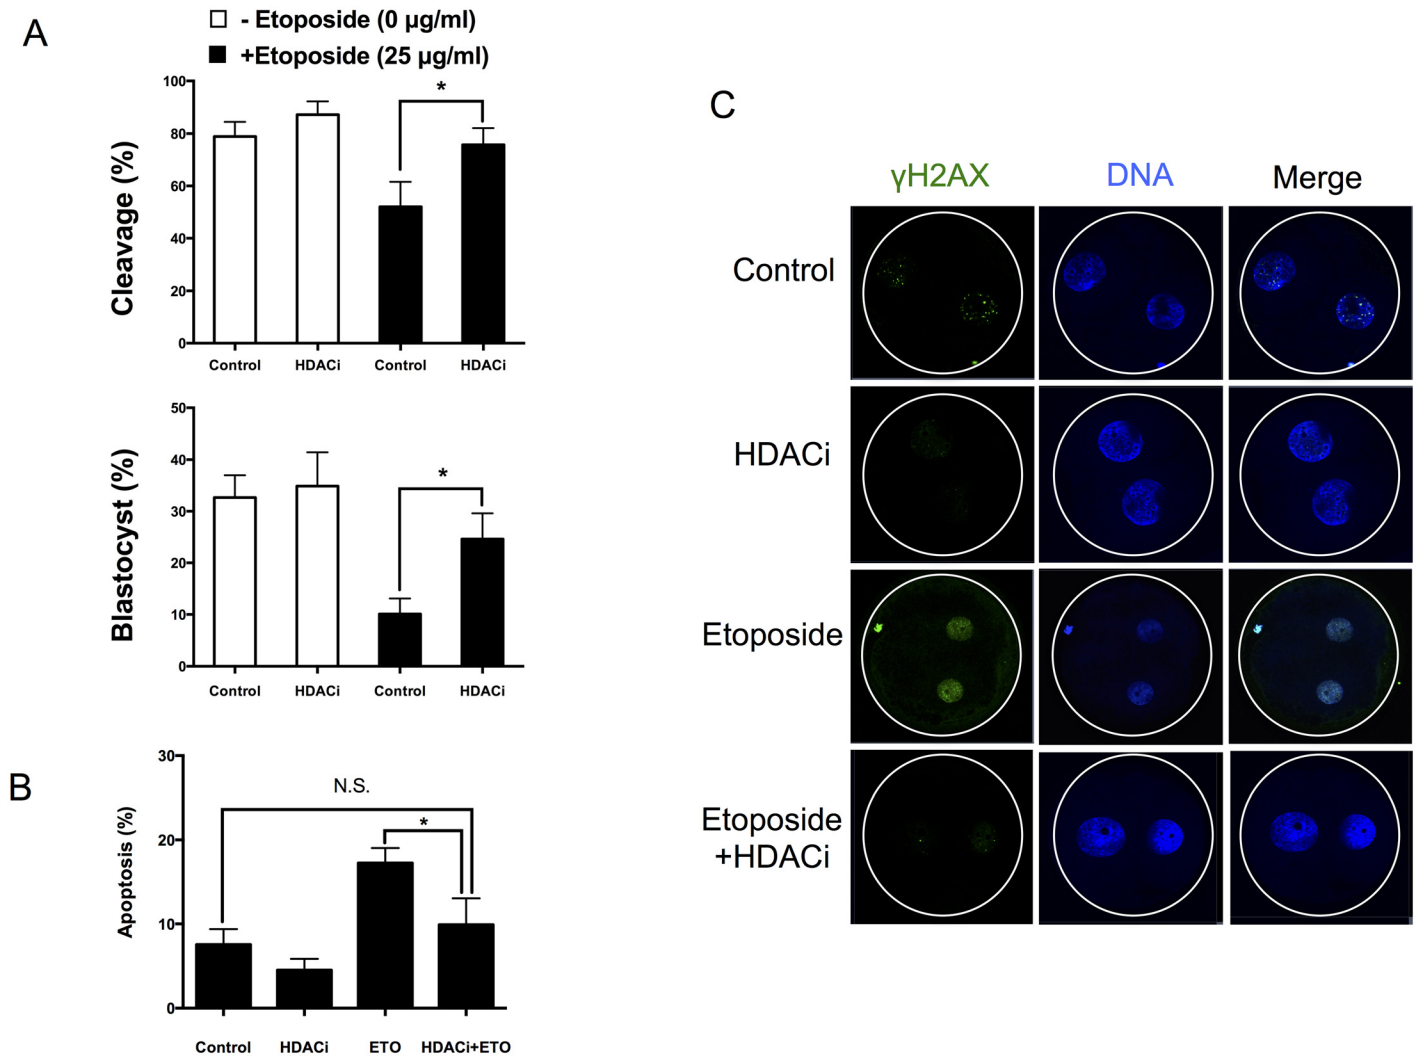 A
- Etoposide (0 µg/ml)
+Etoposide (25 µg/ml)
Cleavage (%)
100
80
60
40
20
0
*
Control
HDACi
Control
HDACi
Blastocyst (%)
50
40
30
20
10
0
*
Control
HDACi
Control
HDACi
B
Apoptosis (%)
30
20
10
0
N.S.
*
Control
HDACi
ETO
HDACi+ETO
C
γH2AX
DNA
Merge
Control
HDACi
Etoposide
Etoposide
+HDACi